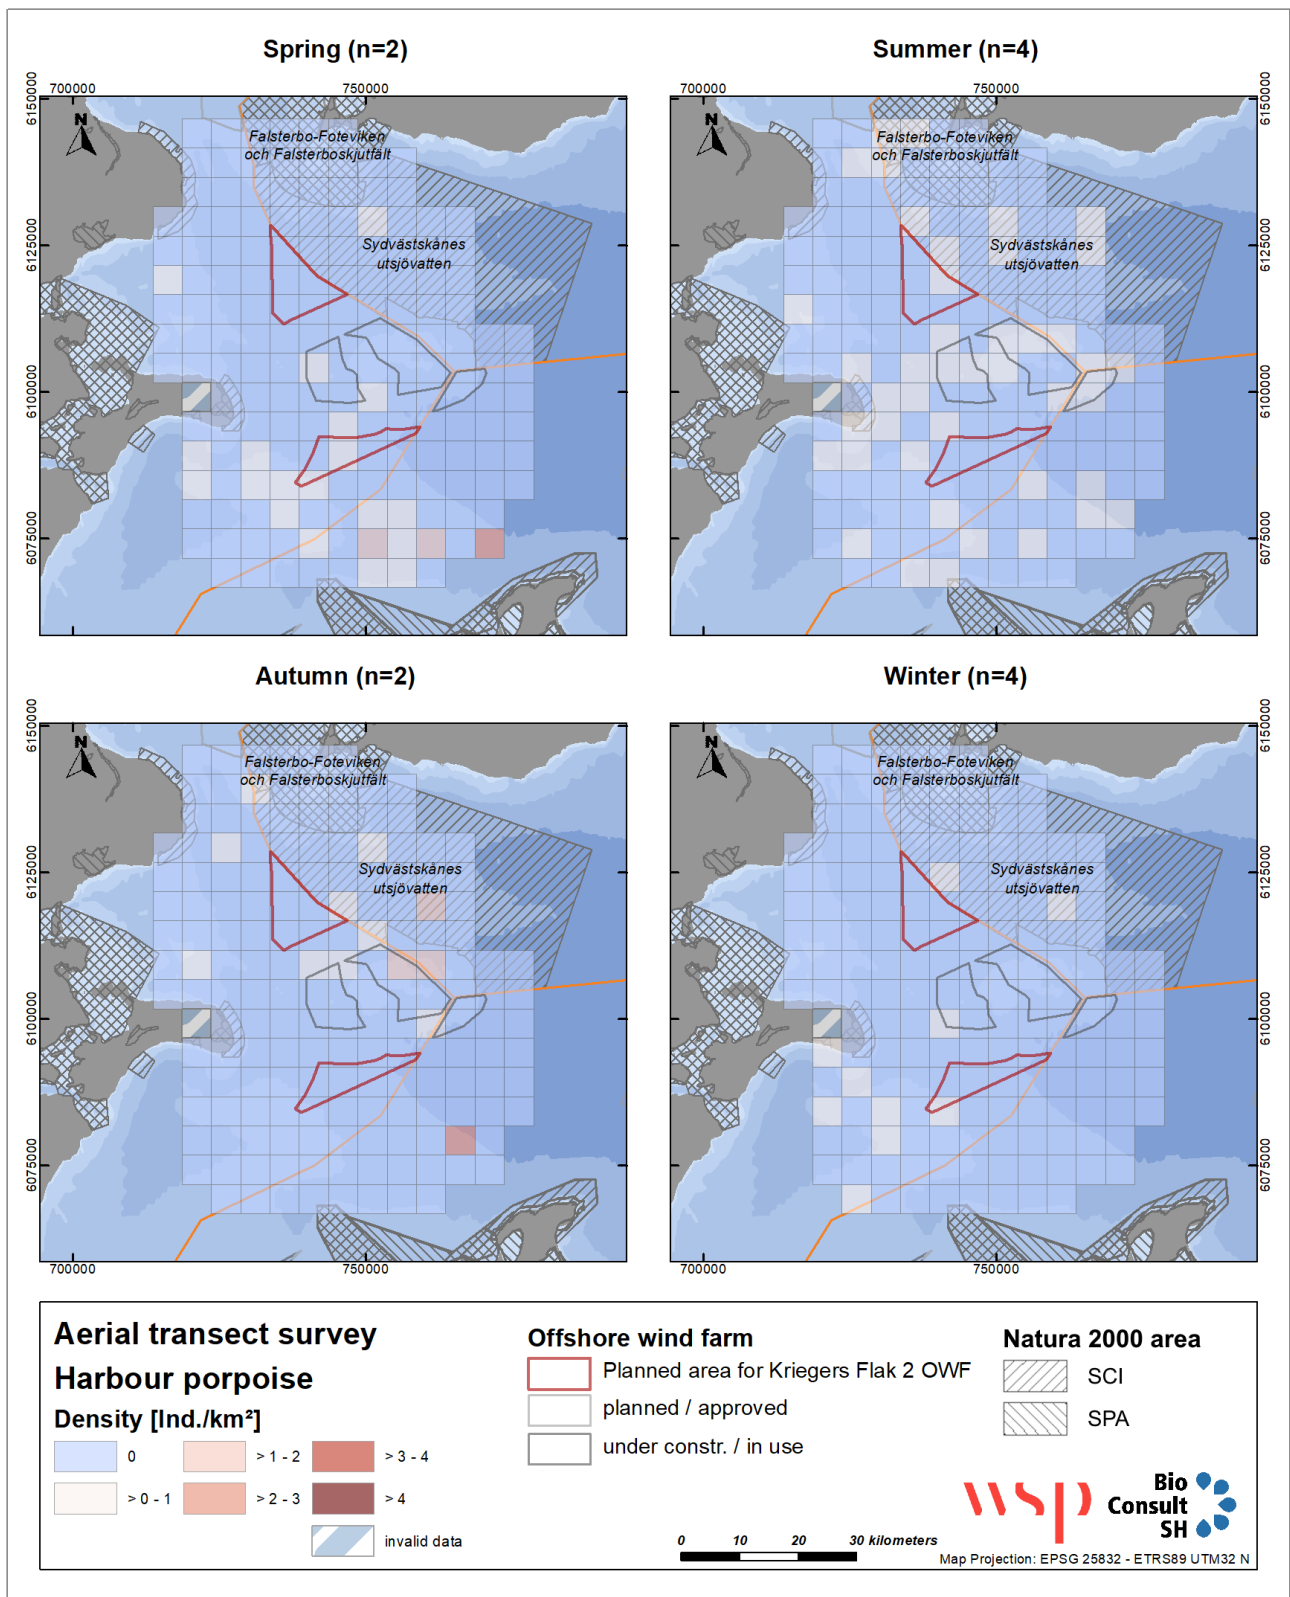 Spring (n=2)
Summer (n=4)
700000
750000
700000
750000
6150000
6125000
6100000
6075000
N
Falsterbo-Foteviken
och Falsterboskjutfält
Sydvästskånes
utsjövatten
N
Falsterbo-Foteviken
och Falsterboskjutfält
Sydvästskånes
utsjövatten
6150000
6125000
6100000
6075000
Autumn (n=2)
Winter (n=4)
6150000
6125000
6100000
6075000
N
Falsterbo-Foteviken
och Falsterboskjutfält
Sydvästskånes
utsjövatten
N
Falsterbo-Foteviken
och Falsterboskjutfält
Sydvästskånes
utsjövatten
6150000
6125000
6100000
6075000
700000
750000
700000
750000
Aerial transect survey
Harbour porpoise
Density [Ind./km²]
0
> 1 - 2
> 3 - 4
> 0 - 1
> 2 - 3
> 4
invalid data
Offshore wind farm
Planned area for Kriegers Flak 2 OWF
planned / approved
under constr. / in use
Natura 2000 area
SCI
SPA
0 10 20 30 kilometers
wsp
Bio
Consult
SH
Map Projection: EPSG 25832 - ETRS89 UTM32 N